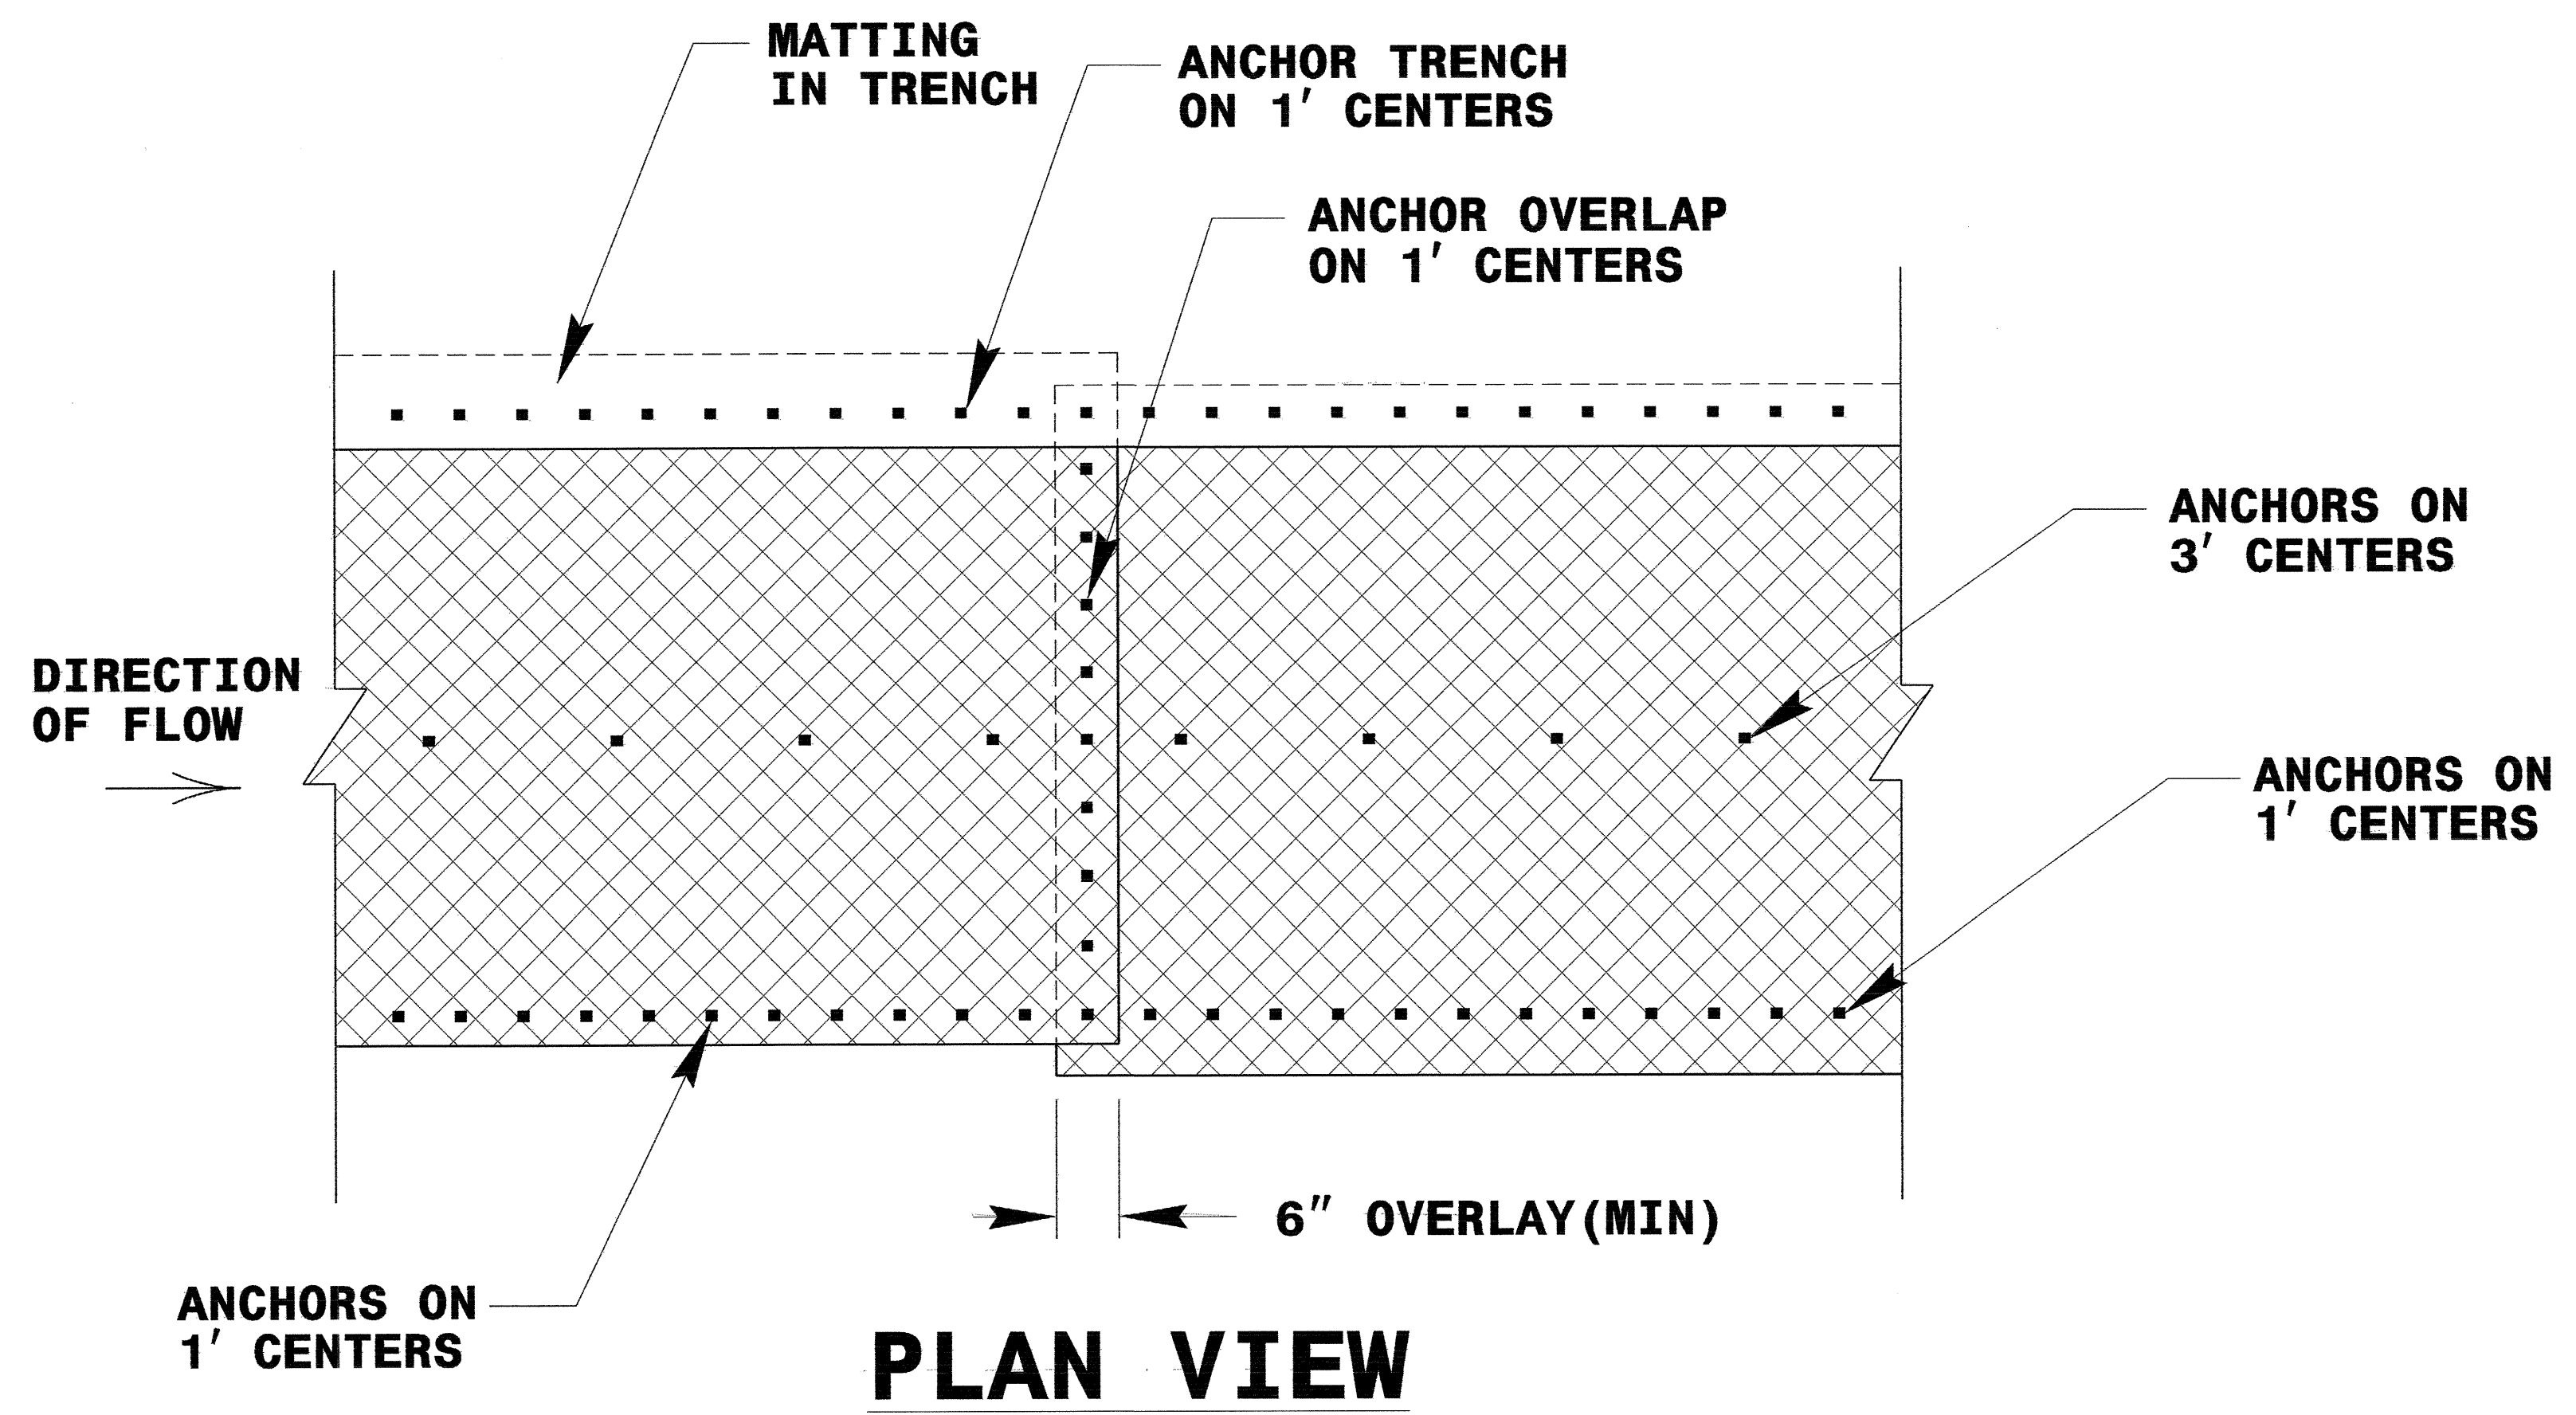 MATTING
IN TRENCH
ANCHOR TRENCH
ON 1' CENTERS
ANCHOR OVERLAP
ON 1' CENTERS
ANCHORS ON
3' CENTERS
DIRECTION
OF FLOW
ANCHORS ON
1' CENTERS
6" OVERLAY(MIN)
ANCHORS ON
1' CENTERS
PLAN VIEW